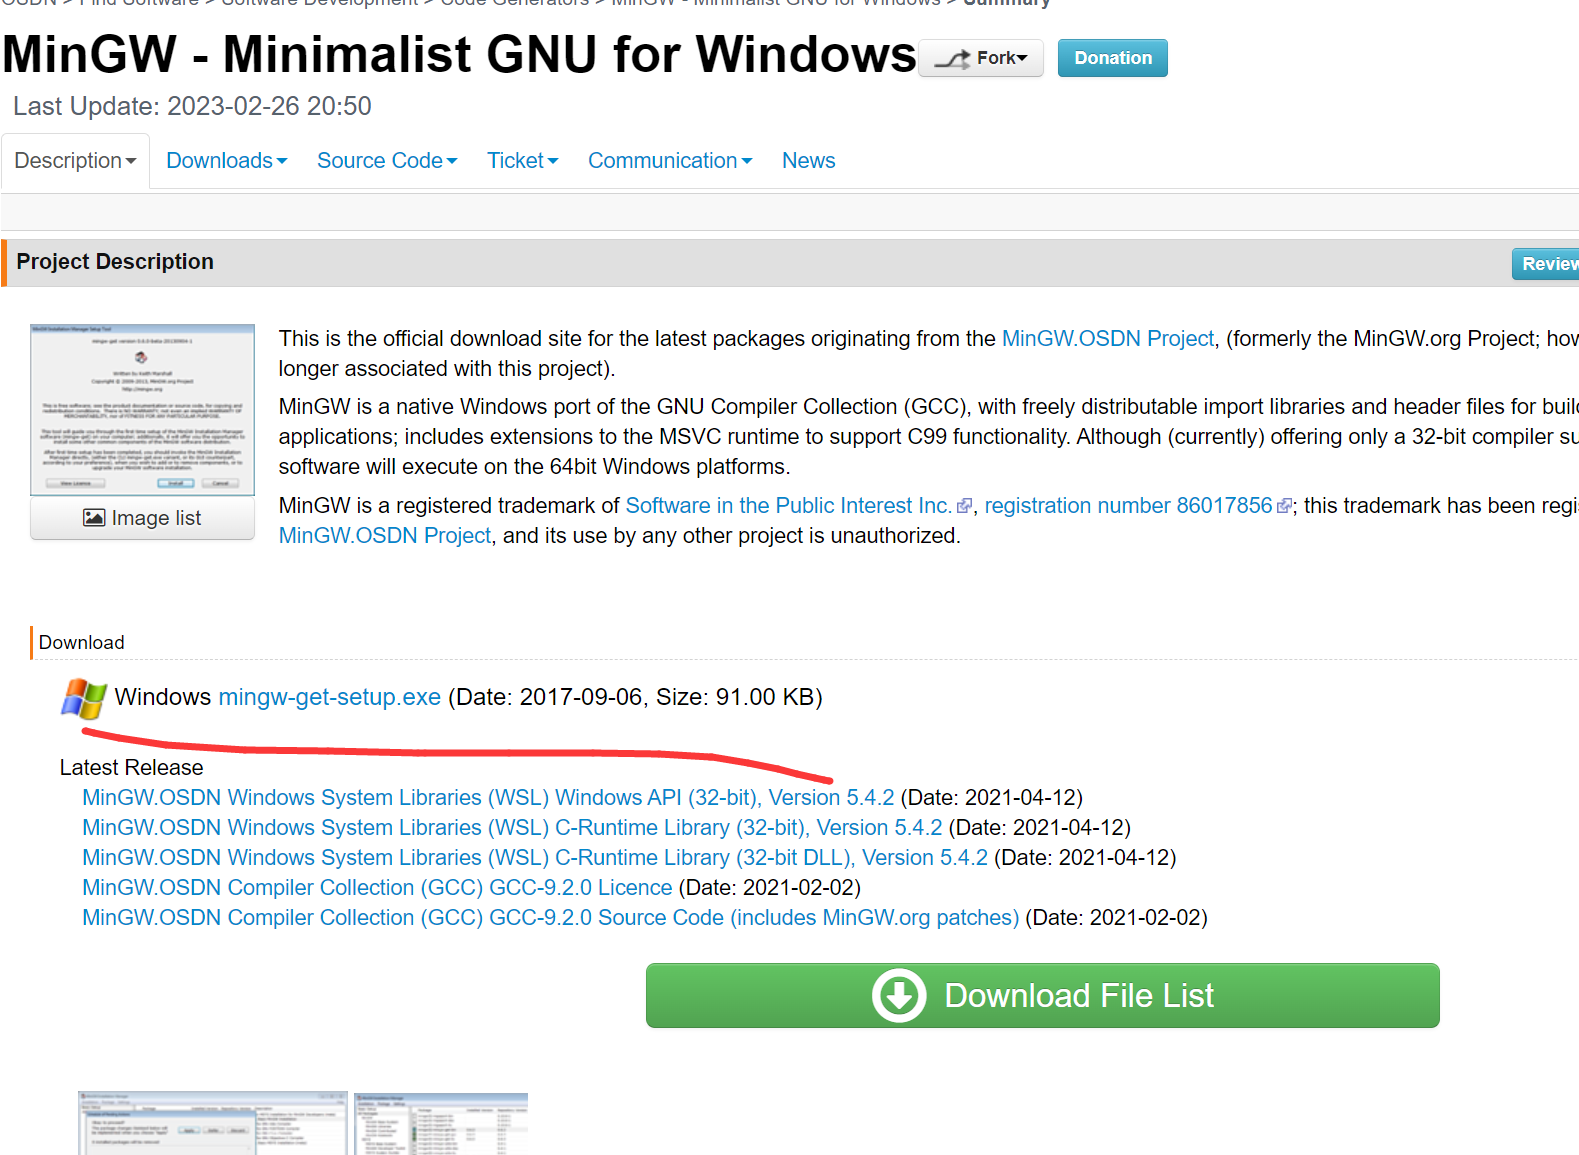 OSDN > Find Software > Software Development > Code Generators > MinGW - Minimalist GNU for Windows > Summary
MinGW - Minimalist GNU for Windows Fork Donation
Last Update: 2023-02-26 20:50
Description Downloads Source Code Ticket Communication News
Project Description
Review
This is the official download site for the latest packages originating from the MinGW.OSDN Project, (formerly the MinGW.org Project; how
longer associated with this project).
MinGW is a native Windows port of the GNU Compiler Collection (GCC), with freely distributable import libraries and header files for buil
applications; includes extensions to the MSVC runtime to support C99 functionality. Although (currently) offering only a 32-bit compiler su
software will execute on the 64bit Windows platforms.
Image list
MinGW is a registered trademark of Software in the Public Interest Inc. , registration number 86017856 ; this trademark has been regi
MinGW.OSDN Project, and its use by any other project is unauthorized.
Download
Windows mingw-get-setup.exe (Date: 2017-09-06, Size: 91.00 KB)
Latest Release
MinGW.OSDN Windows System Libraries (WSL) Windows API (32-bit), Version 5.4.2 (Date: 2021-04-12)
MinGW.OSDN Windows System Libraries (WSL) C-Runtime Library (32-bit), Version 5.4.2 (Date: 2021-04-12)
MinGW.OSDN Windows System Libraries (WSL) C-Runtime Library (32-bit DLL), Version 5.4.2 (Date: 2021-04-12)
MinGW.OSDN Compiler Collection (GCC) GCC-9.2.0 Licence (Date: 2021-02-02)
MinGW.OSDN Compiler Collection (GCC) GCC-9.2.0 Source Code (includes MinGW.org patches) (Date: 2021-02-02)
Download File List